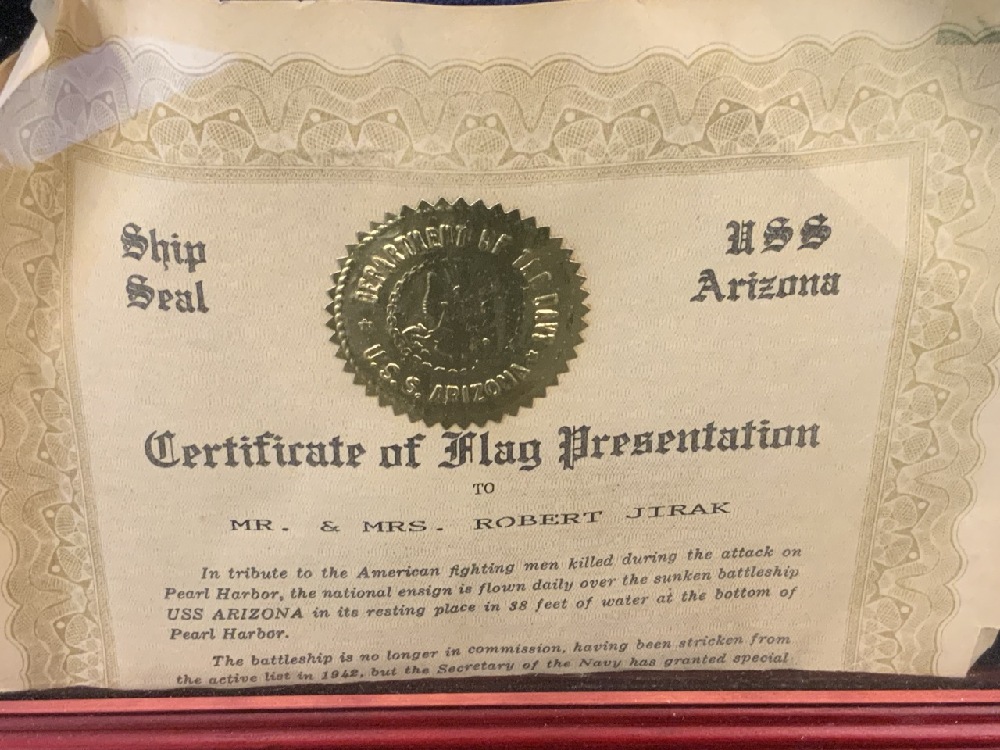 Ship
Seal
DEPARTMENT OF THE NAVY
U.S.S. ARIZONA
USS
Arizona
Certificate of Flag Presentation
TO
MR. & MRS. ROBERT JIRAK
In tribute to the American fighting men killed during the attack on
Pearl Harbor, the national ensign is flown daily over the sunken battleship
USS ARIZONA in its resting place in 38 feet of water at the bottom of
Pearl Harbor.
The battleship is no longer in commission, having been stricken from
the active list in 1942, but the Secretary of the Navy has granted special